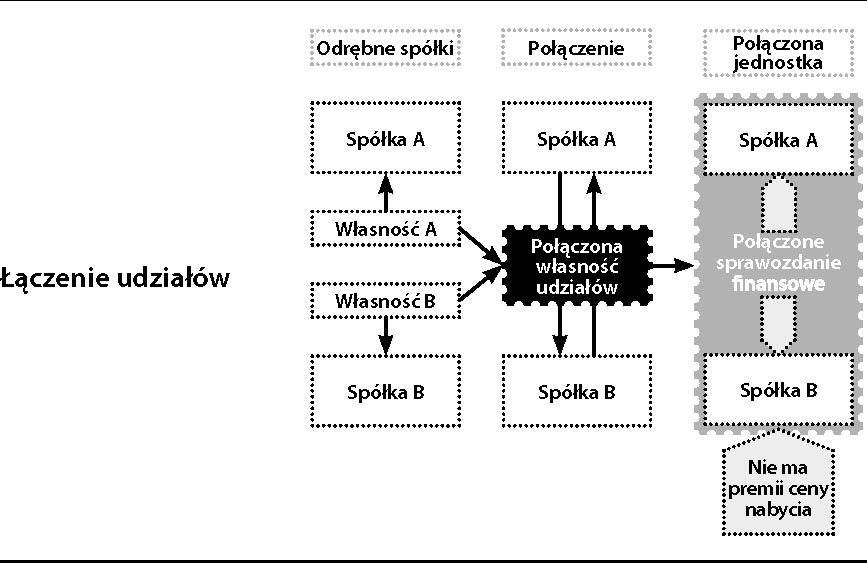 Odrębne spółki
Połączenie
Połączona
jednostka
Spółka A
Spółka A
Spółka A
Własność A
Połączona
własność
udziałów
Połączone
sprawozdanie
finansowe
Łączenie udziałów
Własność B
Spółka B
Spółka B
Spółka B
Nie ma
premii ceny
nabycia